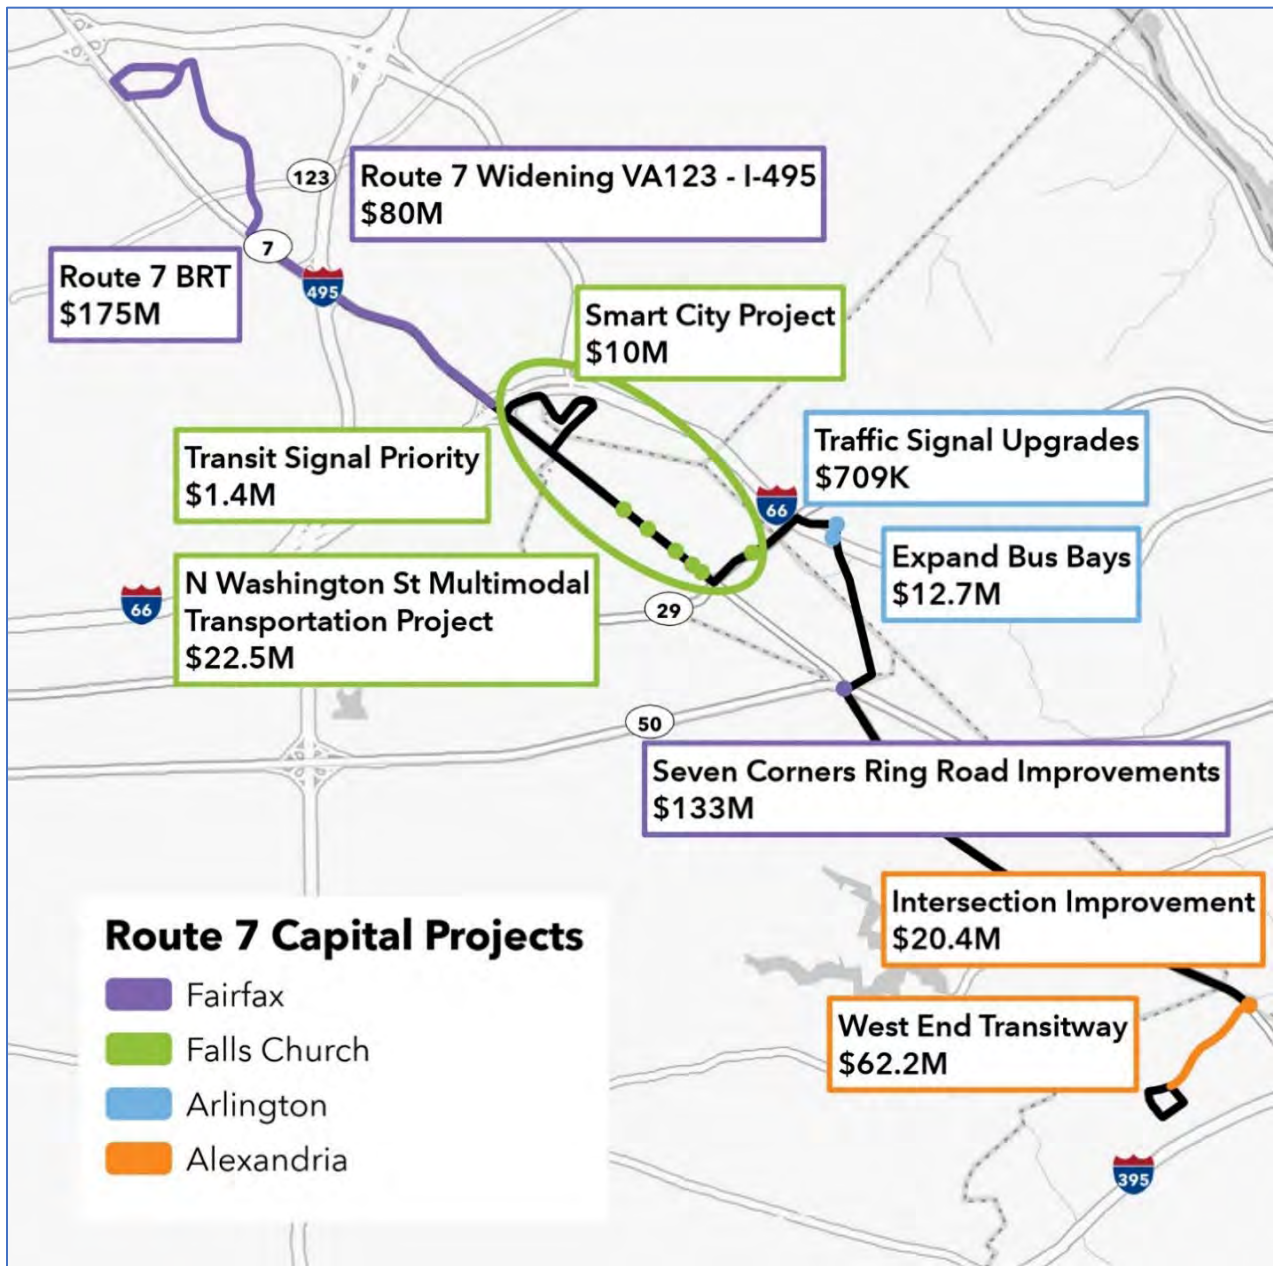 123
Route 7 Widening VA123 - I-495
$80M
7
Route 7 BRT
$175M
495
Smart City Project
$10M
Transit Signal Priority
$1.4M
Traffic Signal Upgrades
$709K
66
Expand Bus Bays
$12.7M
N Washington St Multimodal
Transportation Project
$22.5M
66
29
50
Seven Corners Ring Road Improvements
$133M
Intersection Improvement
$20.4M
West End Transitway
$62.2M
395
Route 7 Capital Projects
Fairfax
Falls Church
Arlington
Alexandria